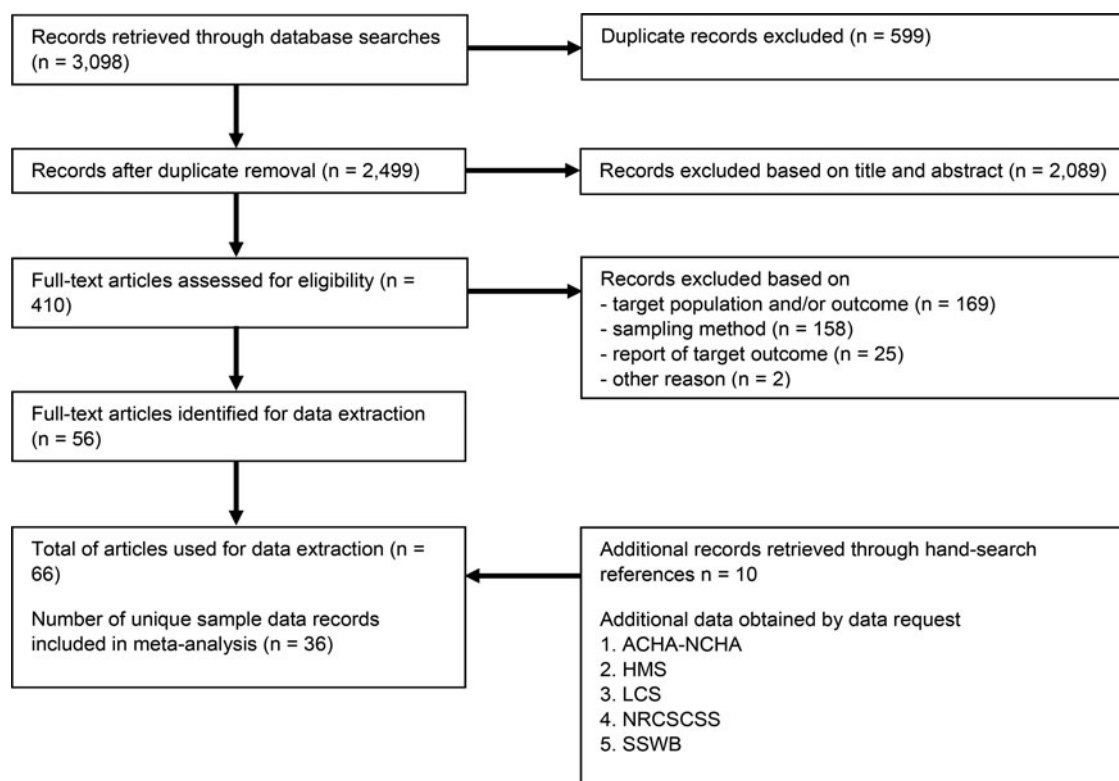 Records retrieved through database searches
(n = 3,098)
Duplicate records excluded (n = 599)
Records after duplicate removal (n = 2,499)
Records excluded based on title and abstract (n = 2,089)
Full-text articles assessed for eligibility (n =
410)
Records excluded based on
- target population and/or outcome (n = 169)
- sampling method (n = 158)
- report of target outcome (n = 25)
- other reason (n = 2)
Full-text articles identified for data extraction
(n = 56)
Total of articles used for data extraction (n =
66)
Number of unique sample data records
included in meta-analysis (n = 36)
Additional records retrieved through hand-search
references n = 10
Additional data obtained by data request
1. ACHA-NCHA
2. HMS
3. LCS
4. NRCSCSS
5. SSWB